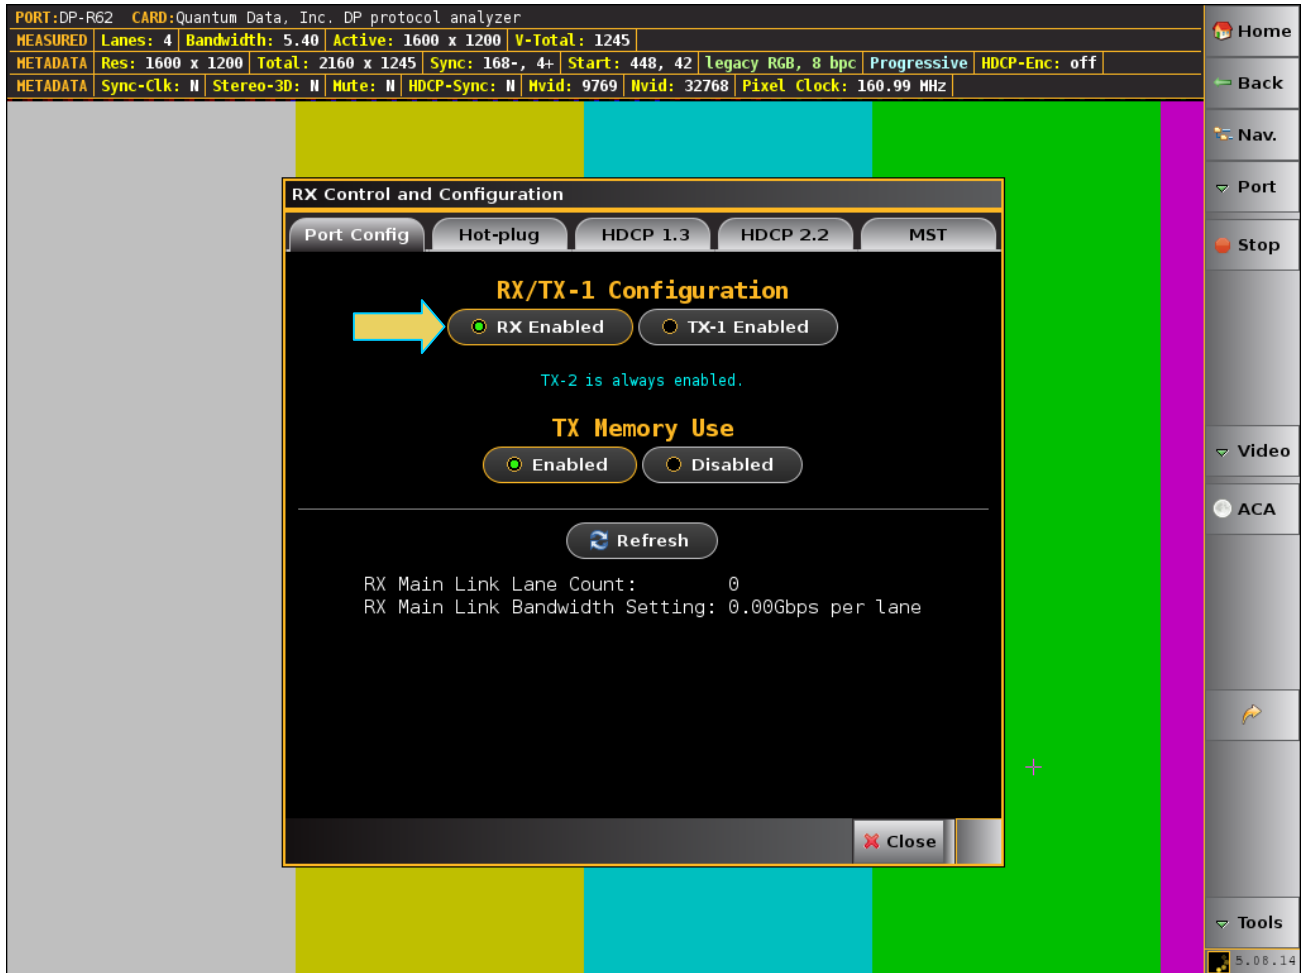 PORT:DP-R62 CARD:Quantum Data, Inc. DP protocol analyzer
MEASURED Lanes: 4 Bandwidth: 5.40 Active: 1600 x 1200 V-Total: 1245
METADATA Res: 1600 x 1200 Total: 2160 x 1245 Sync: 168-, 4+ Start: 448, 42 legacy RGB, 8 bpc Progressive HDCP-Enc: off
METADATA Sync-Clk: N Stereo-3D: N Mute: N HDCP-Sync: N Mvid: 9769 Nvid: 32768 Pixel Clock: 160.99 MHz
Home
Back
Nav.
Port
Stop
Video
ACA
Tools
5.08.14
RX Control and Configuration
Port Config Hot-plug HDCP 1.3 HDCP 2.2 MST
RX/TX-1 Configuration
RX Enabled TX-1 Enabled
TX-2 is always enabled.
TX Memory Use
Enabled Disabled
Refresh
RX Main Link Lane Count: 0
RX Main Link Bandwidth Setting: 0.00Gbps per lane
Close